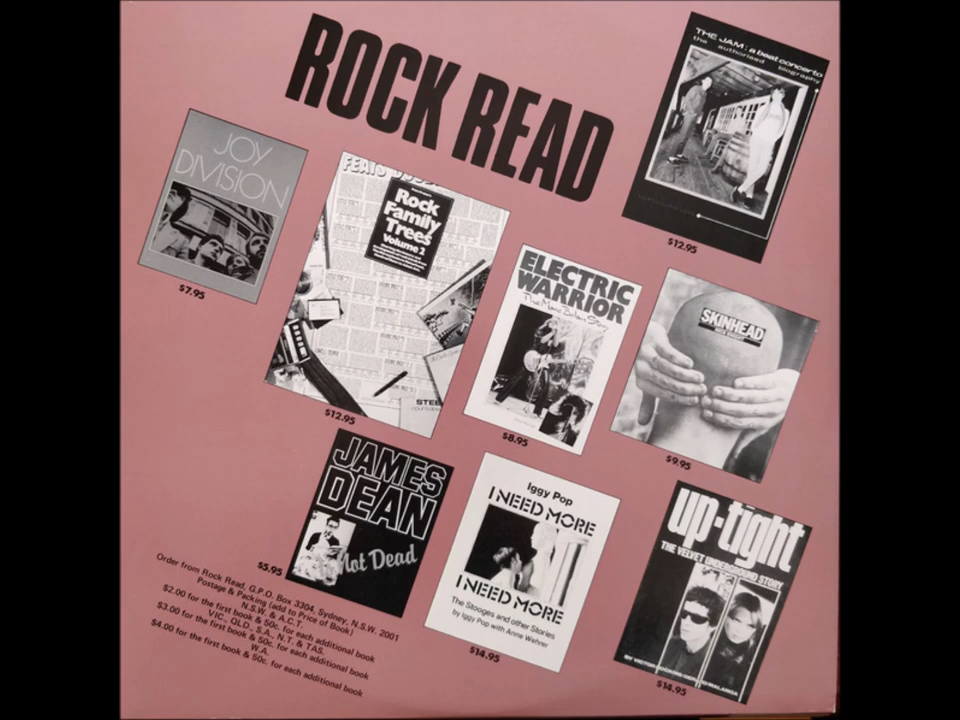 ROCK READ
THE JAM : a beat concerto
the authorised biography
$12.95
JOY
DIVISION
$7.95
Rock
Family
Trees
Volume 2
$12.95
ELECTRIC
WARRIOR
The Marc Bolan Story
$8.95
SKINHEAD
$9.95
JAMES
DEAN
Not Dead
$5.95
Iggy Pop
I NEED MORE
I NEED MORE
The Stooges and other Stories
by Iggy Pop with Anne Wehrer
$14.95
up-tight
THE VELVET UNDERGROUND STORY
$14.95
Order from Rock Read, G.P.O. Box 3304, Sydney, N.S.W. 2001
Postage & Packing (add to Price of Book)
N.S.W. & A.C.T.
$2.00 for the first book & 50c. for each additional book
VIC., QLD., S.A., N.T. & TAS.
$3.00 for the first book & 50c. for each additional book
W.A.
$4.00 for the first book & 50c. for each additional book